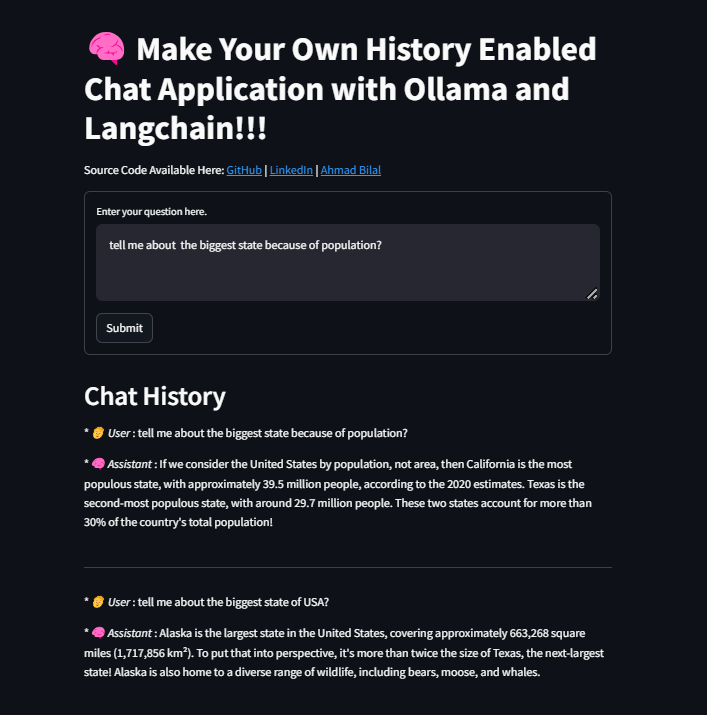 🧠 Make Your Own History Enabled
Chat Application with Ollama and
Langchain!!!
Source Code Available Here: GitHub | LinkedIn | Ahmad Bilal
Enter your question here.
tell me about  the biggest state because of population?
Submit
Chat History
* User : tell me about the biggest state because of population?
* 🧠 Assistant : If we consider the United States by population, not area, then California is the most
populous state, with approximately 39.5 million people, according to the 2020 estimates. Texas is the
second-most populous state, with around 29.7 million people. These two states account for more than
30% of the country's total population!
* User : tell me about the biggest state of USA?
* 🧠 Assistant : Alaska is the largest state in the United States, covering approximately 663,268 square
miles (1,717,856 km²). To put that into perspective, it's more than twice the size of Texas, the next-largest
state! Alaska is also home to a diverse range of wildlife, including bears, moose, and whales.